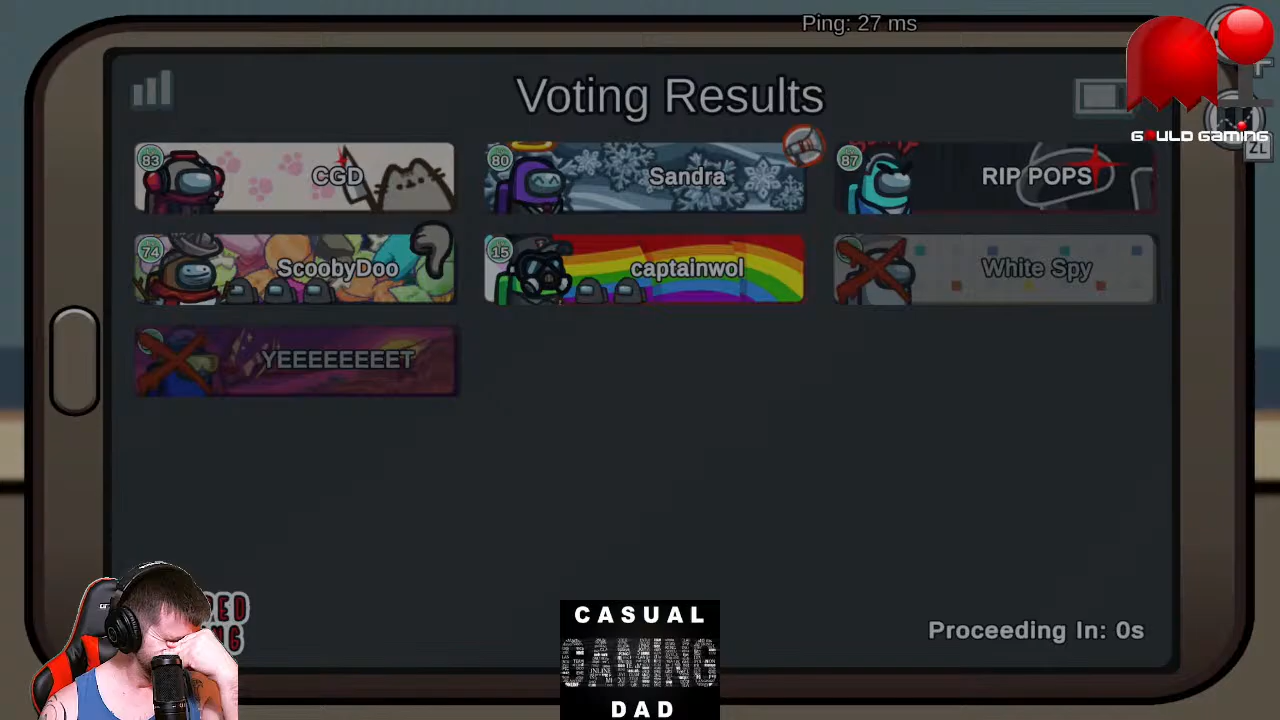 Ping: 27 ms
Voting Results
GOULD GAMING
ZL
83
CGD
80
Sandra
87
RIP POPS
74
ScoobyDoo
15
captainwol
White Spy
YEEEEEEEET
CASUAL
GAMING
DAD
Proceeding In: 0s